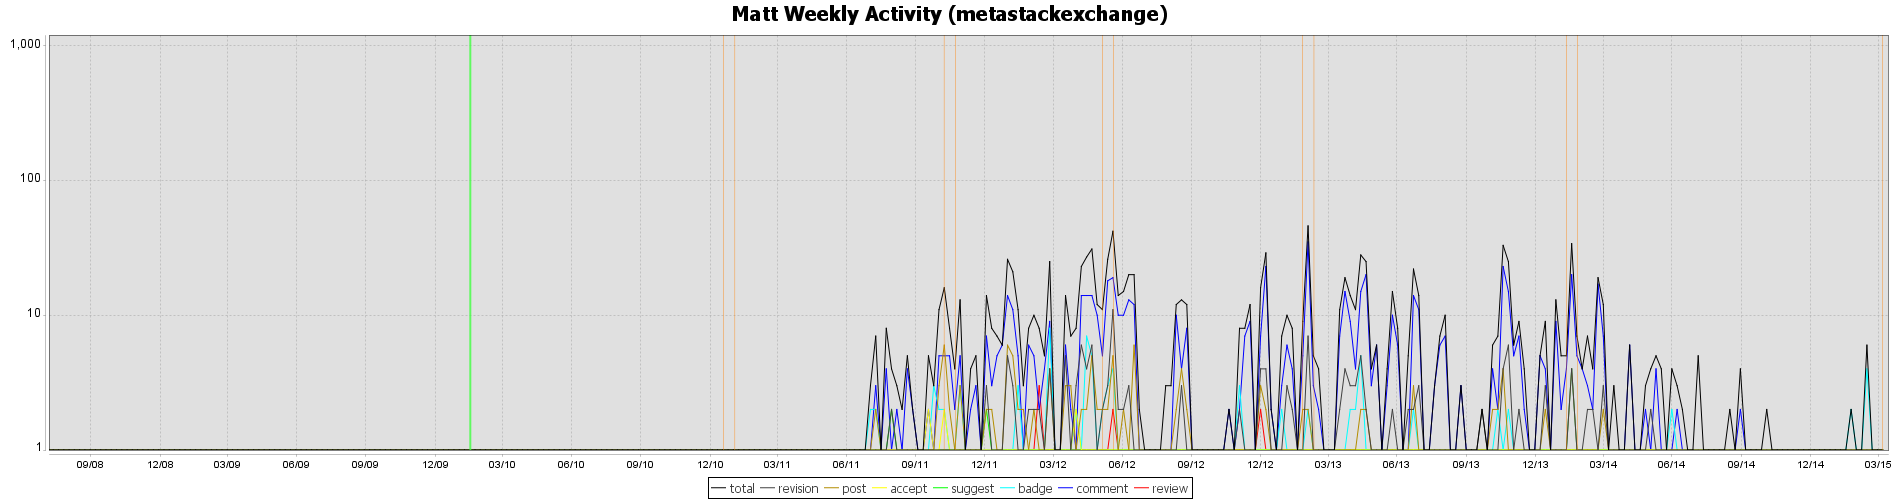 Matt Weekly Activity (metastackexchange)
1,000
100
10
1
09/08 12/08 03/09 06/09 09/09 12/09 03/10 06/10 09/10 12/10 03/11 06/11 09/11 12/11 03/12 06/12 09/12 12/12 03/13 06/13 09/13 12/13 03/14 06/14 09/14 12/14 03/15
total revision post accept suggest badge comment review